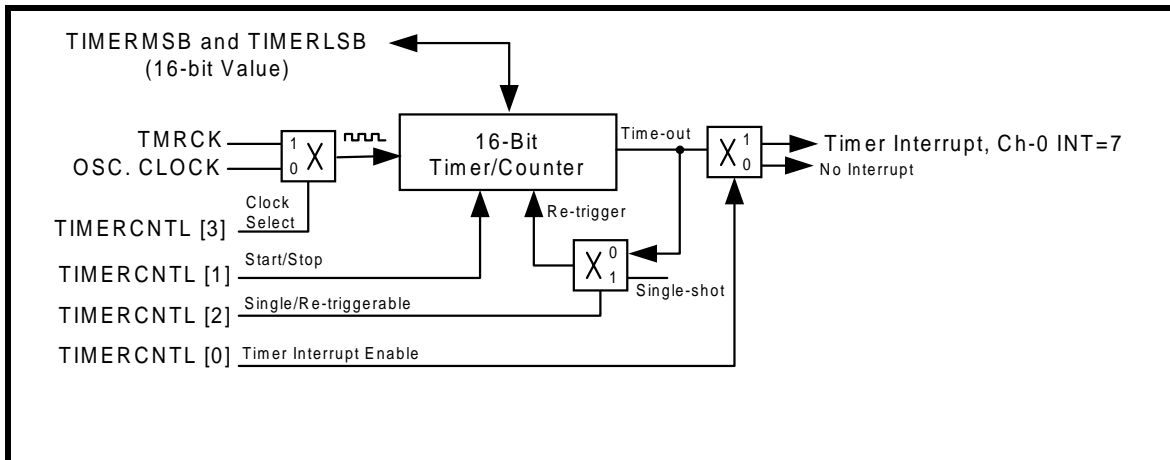 TIMERMSB and TIMERLSB
(16-bit Value)
TMRCK
OSC. CLOCK
1
0
X
Clock
Select
TIMERCNTL [3]
16-Bit
Timer/Counter
Time-out
X
1
0
Timer Interrupt, Ch-0 INT=7
No Interrupt
Re-trigger
X
0
1
Single-shot
TIMERCNTL [1]
Start/Stop
TIMERCNTL [2]
Single/Re-triggerable
TIMERCNTL [0]
Timer Interrupt Enable